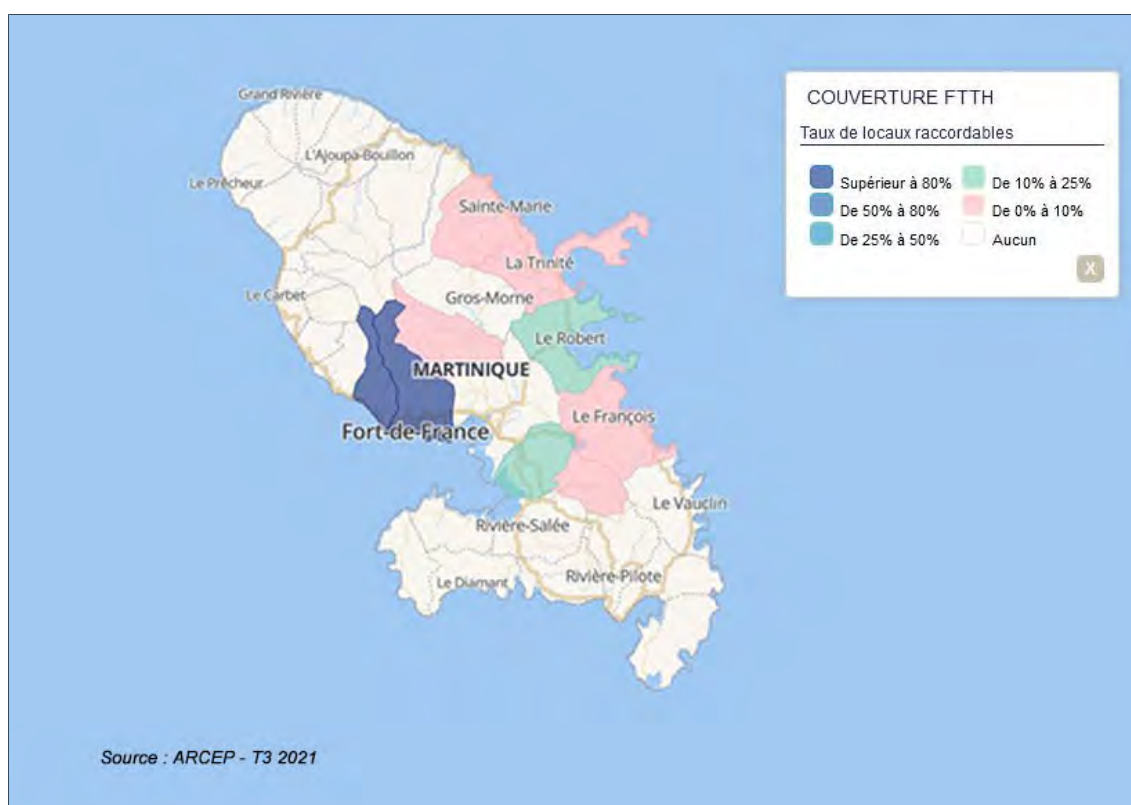 Grand Rivière
L'Ajoupa-Bouillon
Le Prêcheur
Sainte-Marie
La Trinité
Le Carbet
Gros-Morne
Le Robert
MARTINIQUE
Le François
Fort-de-France
Le Vauclin
Rivière-Salée
Le Diamant
Rivière-Pilote
COUVERTURE FTTH
Taux de locaux raccordables
Supérieur à 80%
De 50% à 80%
De 25% à 50%
De 10% à 25%
De 0% à 10%
Aucun
X
Source : ARCEP - T3 2021